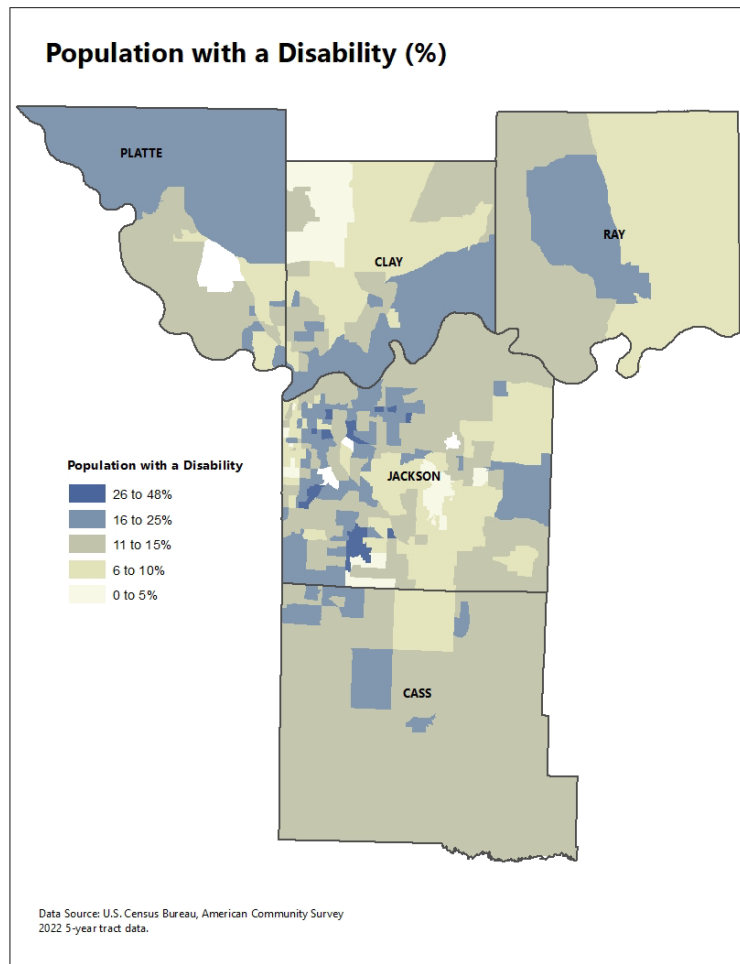 Population with a Disability (%)
PLATTE
CLAY
RAY
JACKSON
CASS
Population with a Disability
26 to 48%
16 to 25%
11 to 15%
6 to 10%
0 to 5%
Data Source: U.S. Census Bureau, American Community Survey
2022 5-year tract data.